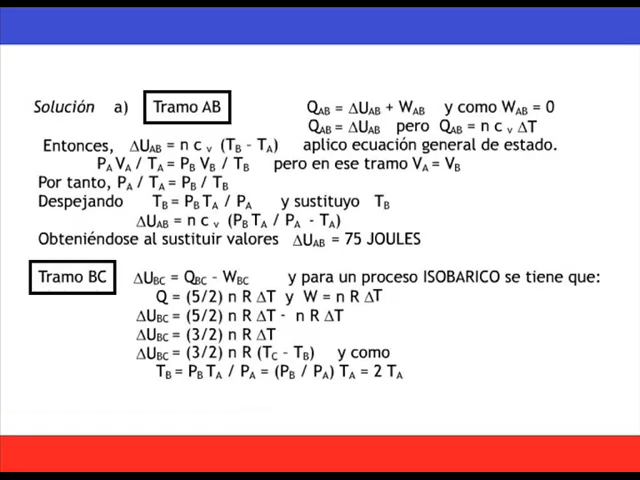 Solución a) Tramo AB Q_AB = ΔU_AB + W_AB y como W_AB = 0
Q_AB = ΔU_AB pero Q_AB = n c_v ΔT
Entonces, ΔU_AB = n c_v (T_B - T_A) aplico ecuación general de estado.
P_A V_A / T_A = P_B V_B / T_B pero en ese tramo V_A = V_B
Por tanto, P_A / T_A = P_B / T_B
Despejando T_B = P_B T_A / P_A y sustituyo T_B
ΔU_AB = n c_v (P_B T_A / P_A - T_A)
Obteniéndose al sustituir valores ΔU_AB = 75 JOULES
Tramo BC ΔU_BC = Q_BC - W_BC y para un proceso ISOBARICO se tiene que:
Q = (5/2) n R ΔT y W = n R ΔT
ΔU_BC = (5/2) n R ΔT - n R ΔT
ΔU_BC = (3/2) n R ΔT
ΔU_BC = (3/2) n R (T_C - T_B) y como
T_B = P_B T_A / P_A = (P_B / P_A) T_A = 2 T_A